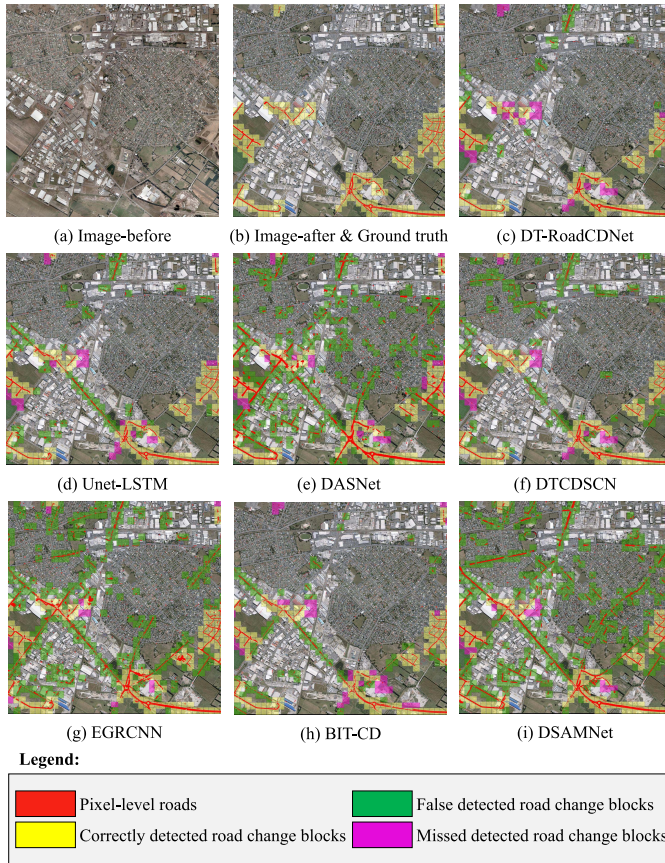 (a) Image-before
(b) Image-after & Ground truth
(c) DT-RoadCDNet
(d) Unet-LSTM
(e) DASNet
(f) DTCDSCN
(g) EGRCNN
(h) BIT-CD
(i) DSAMNet
Legend:
Pixel-level roads
False detected road change blocks
Correctly detected road change blocks
Missed detected road change blocks